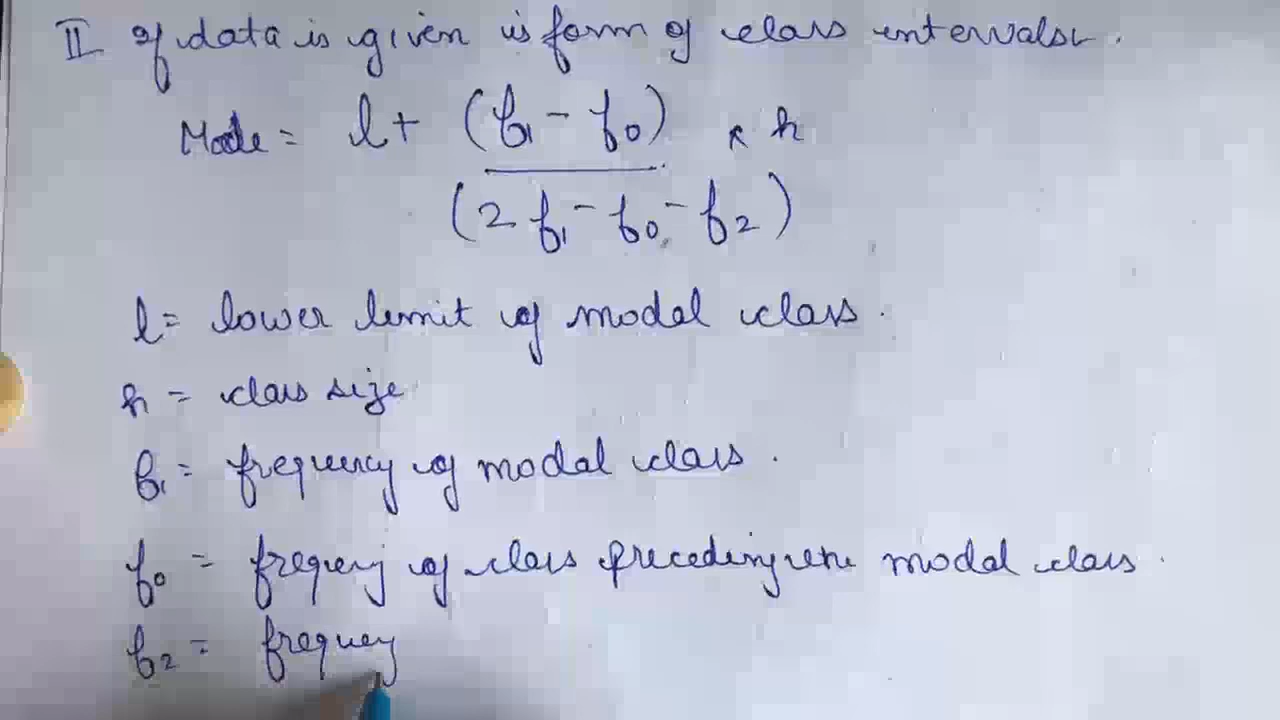 II If data is given is form of class intervals.
Mode = l + (f₁ - f₀) × h
(2f₁ - f₀ - f₂)
l = lower limit of modal class.
h = class size
f₁ = frequency of modal class.
f₀ = frequency of class preceding the modal class.
f₂ = frequency